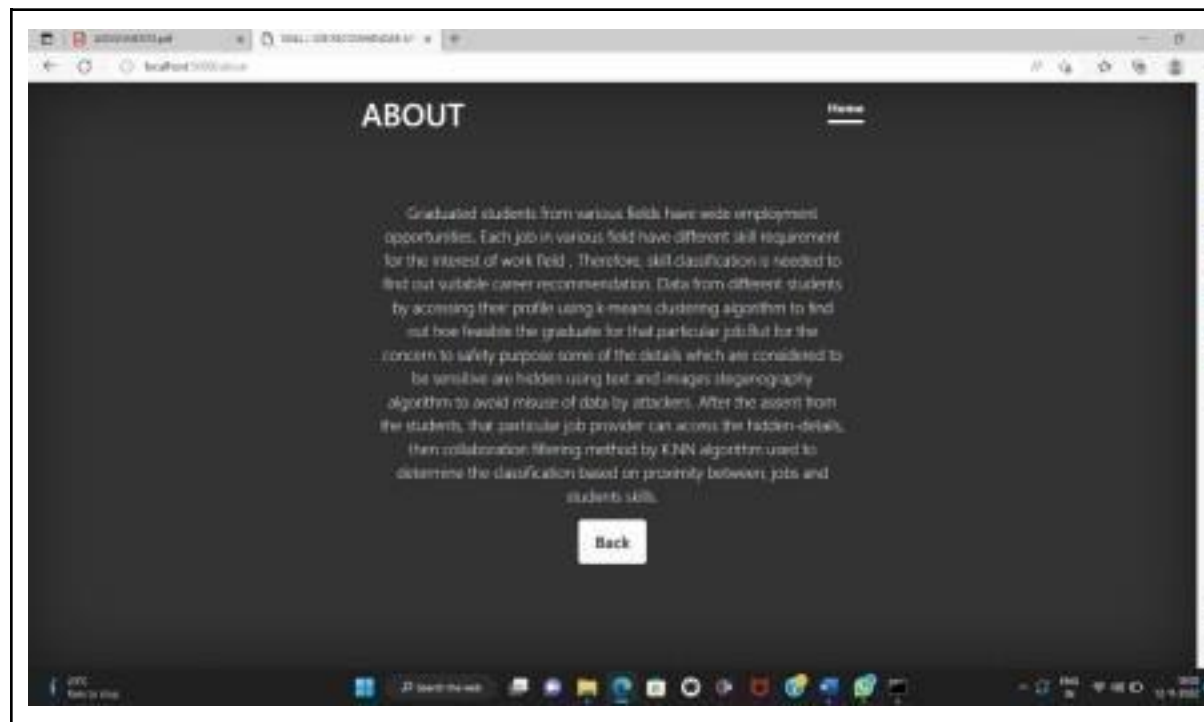 ABOUT
Home
Graduated students from various fields have wide employment
opportunities. Each job in various field have different skill requirement
for the interest of work field . Therefore, skill classification is needed to
find out suitable career recommendation. Data from different students
by accessing their profile using k-means clustering algorithm to find
out hoe feasible the graduate for that particular job.But for the
concern to safety purpose some of the details which are considered to
be sensitive are hidden using text and images steganography
algorithm to avoid misuse of data by attackers. After the assent from
the students, that particular job provider can access the hidden-details,
then collaboration filtering method by K.NN algorithm used to
determine the classification based on proximity between, jobs and
students skills.
Back
Search the web